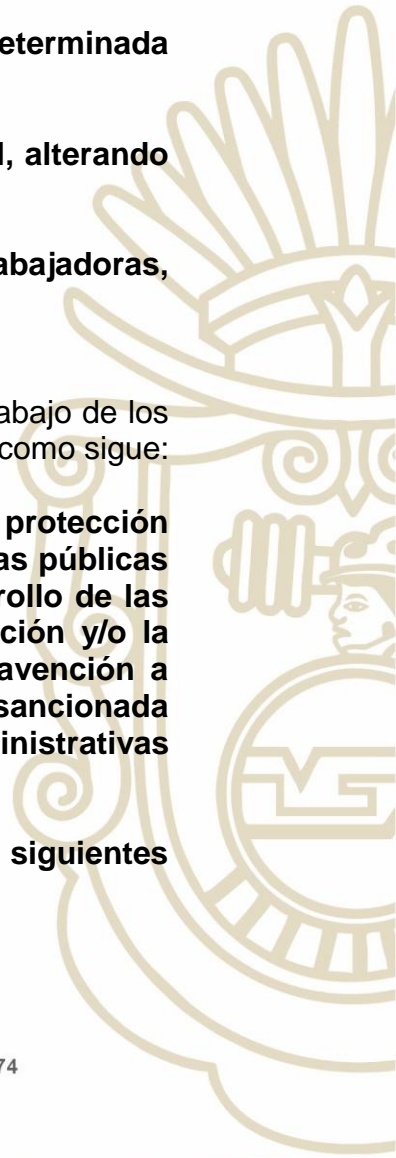 eterminada
, alterando
abajadoras,
abajo de los
como sigue:
protección
as públicas
rollo de las
ción y/o la
avención a
sancionada
ninistrativas
siguientes
74